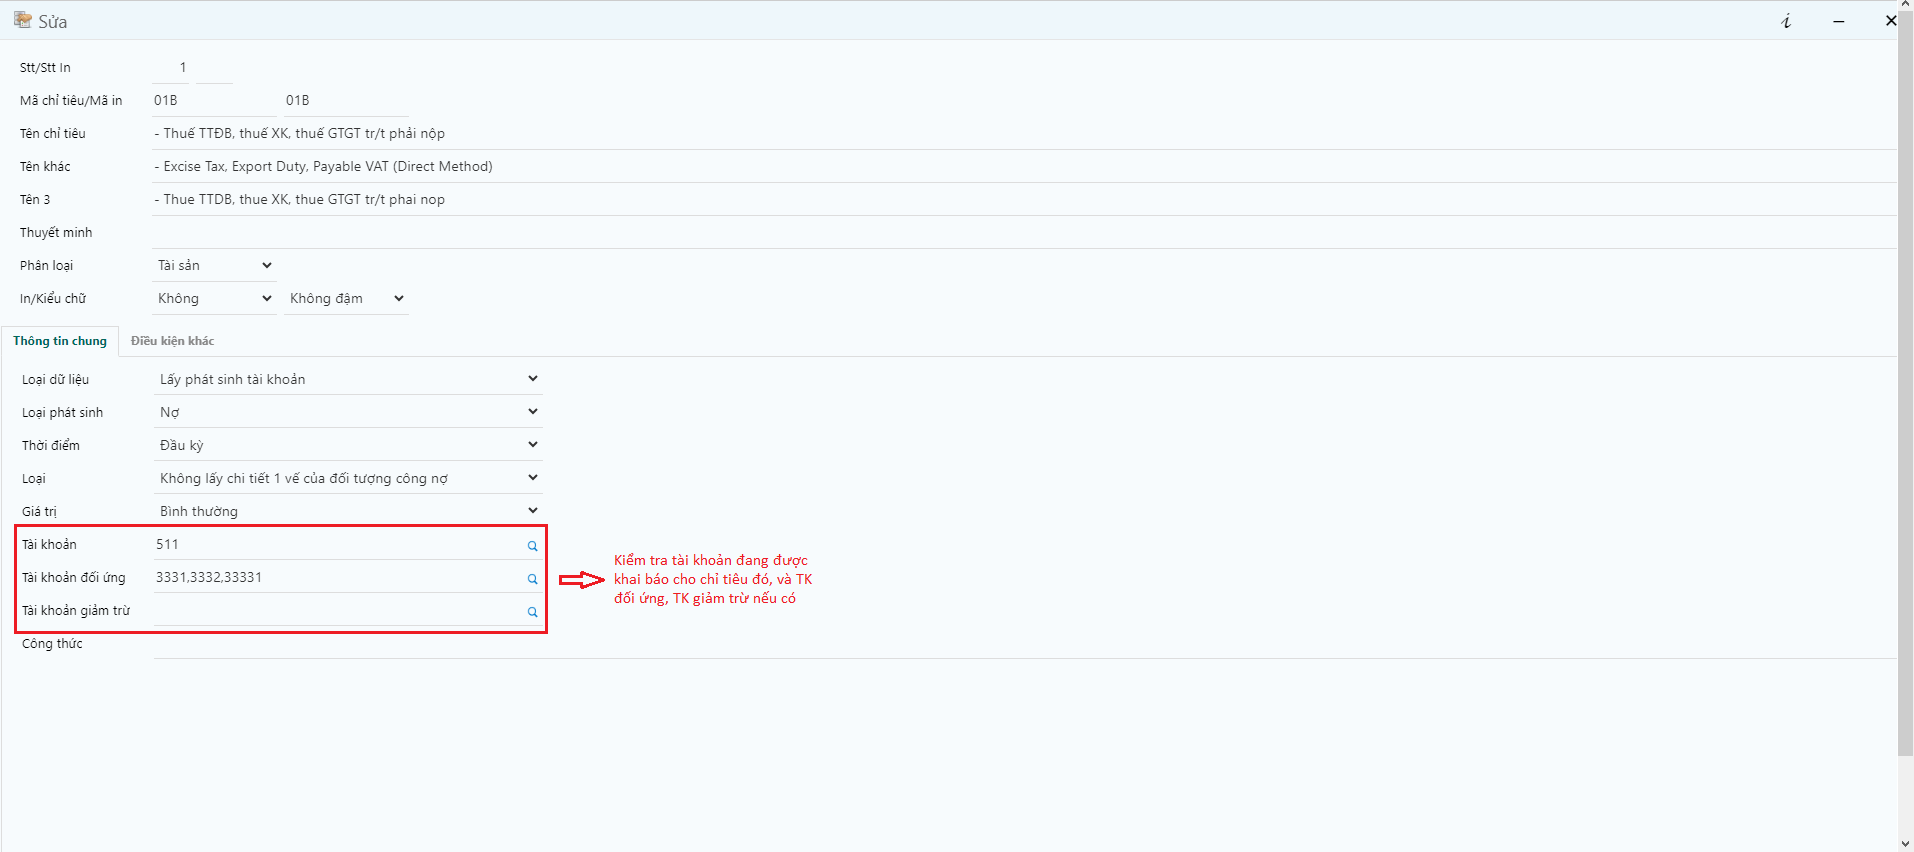 Sửa
Stt/Stt In 1
Mã chỉ tiêu/Mã in 01B 01B
Tên chỉ tiêu - Thuế TTĐB, thuế XK, thuế GTGT tr/t phải nộp
Tên khác - Excise Tax, Export Duty, Payable VAT (Direct Method)
Tên 3 - Thue TTDB, thue XK, thue GTGT tr/t phai nop
Thuyết minh
Phân loại Tài sản
In/Kiểu chữ Không Không đậm
Thông tin chung Điều kiện khác
Loại dữ liệu Lấy phát sinh tài khoản
Loại phát sinh Nợ
Thời điểm Đầu kỳ
Loại Không lấy chi tiết 1 vế của đối tượng công nợ
Giá trị Bình thường
Tài khoản 511
Tài khoản đối ứng 3331,3332,33331
Tài khoản giảm trừ
Công thức
Kiểm tra tài khoản đang được
khai báo cho chỉ tiêu đó, và TK
đối ứng, TK giảm trừ nếu có